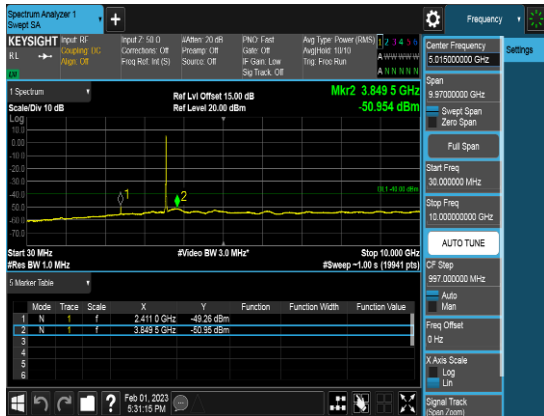 Spectrum Analyzer 1
Swept SA
+
Frequency
KEYSIGHT
RL
Input: RF
Coupling: DC
Align: Off
Input Z: 50 Ω
Corrections: Off
Freq Ref: Int (S)
#Atten: 20 dB
Preamp: Off
Source: Off
PNO: Fast
Gate: Off
IF Gain: Low
Sig Track: Off
Avg Type: Power (RMS)
Avg|Hold: 10/10
Trig: Free Run
1 2 3 4 5 6
A W W W W W
A N N N N N
1 Spectrum
Scale/Div 10 dB
Ref Lvl Offset 15.00 dB
Ref Level 20.00 dBm
Mkr2 3.849 5 GHz
-50.954 dBm
Log
10.0
0.00
-10.0
-20.0
-30.0
-40.0
-50.0
-60.0
-70.0
1
2
DL1 -40.00 dBm
Start 30 MHz
#Res BW 1.0 MHz
#Video BW 3.0 MHz*
Stop 10.000 GHz
#Sweep ~1.00 s (19941 pts)
5 Marker Table
Mode Trace Scale X Y Function Function Width Function Value
1 N 1 f 2.411 0 GHz -49.26 dBm
2 N 1 f 3.849 5 GHz -50.95 dBm
3
4
5
6
Feb 01, 2023
5:31:15 PM
Center Frequency
5.015000000 GHz
Settings
Span
9.97000000 GHz
Swept Span
Zero Span
Full Span
Start Freq
30.000000 MHz
Stop Freq
10.000000000 GHz
AUTO TUNE
CF Step
997.000000 MHz
Auto
Man
Freq Offset
0 Hz
X Axis Scale
Log
Lin
Signal Track
(Span Zoom)